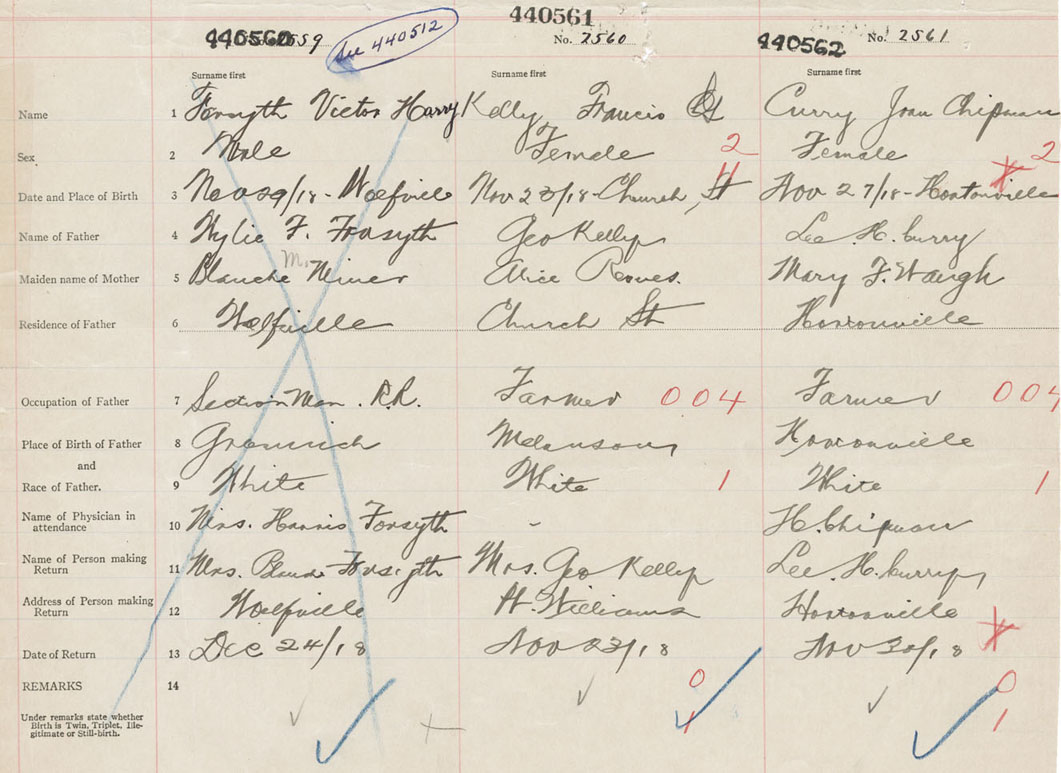 440561
440560 2559 See 440512 No. 2560 440562 No. 2561
Surname first Surname first Surname first
Name 1 Forsyth Victor Harry Kelly, Francis Curry Joan Chipman
Sex. 2 Male Female 2 Female 2
Date and Place of Birth 3 Nov 29/18 - Wolfville Nov 23/18 - Church St Nov 27/18 - Hortonville
Name of Father 4 Wylie F. Forsyth Geo Kelly Lee H. Curry
Maiden name of Mother 5 Blanche M. Miner Alice Reaves. Mary F. Waugh
Residence of Father 6 Wolfville Church St Hortonville
Occupation of Father 7 Section Man. R.R. Farmer 004 Farmer 004
Place of Birth of Father 8 Greenwich Melanson Hortonville
and
Race of Father. 9 White White 1 White 1
Name of Physician in
attendance 10 Mrs. Harris Forsyth - H. Chipman
Name of Person making
Return 11 Mrs. Blanche Forsyth Mrs. Geo Kelly Lee. H. Curry
Address of Person making
Return 12 Wolfville Pt. Williams Hortonville
Date of Return 13 Dec 24/18 Nov 23/18 Nov 30/18
REMARKS 14 0 0
Under remarks state whether
Birth is Twin, Triplet, Ille-
gitimate or Still-birth. 1 1